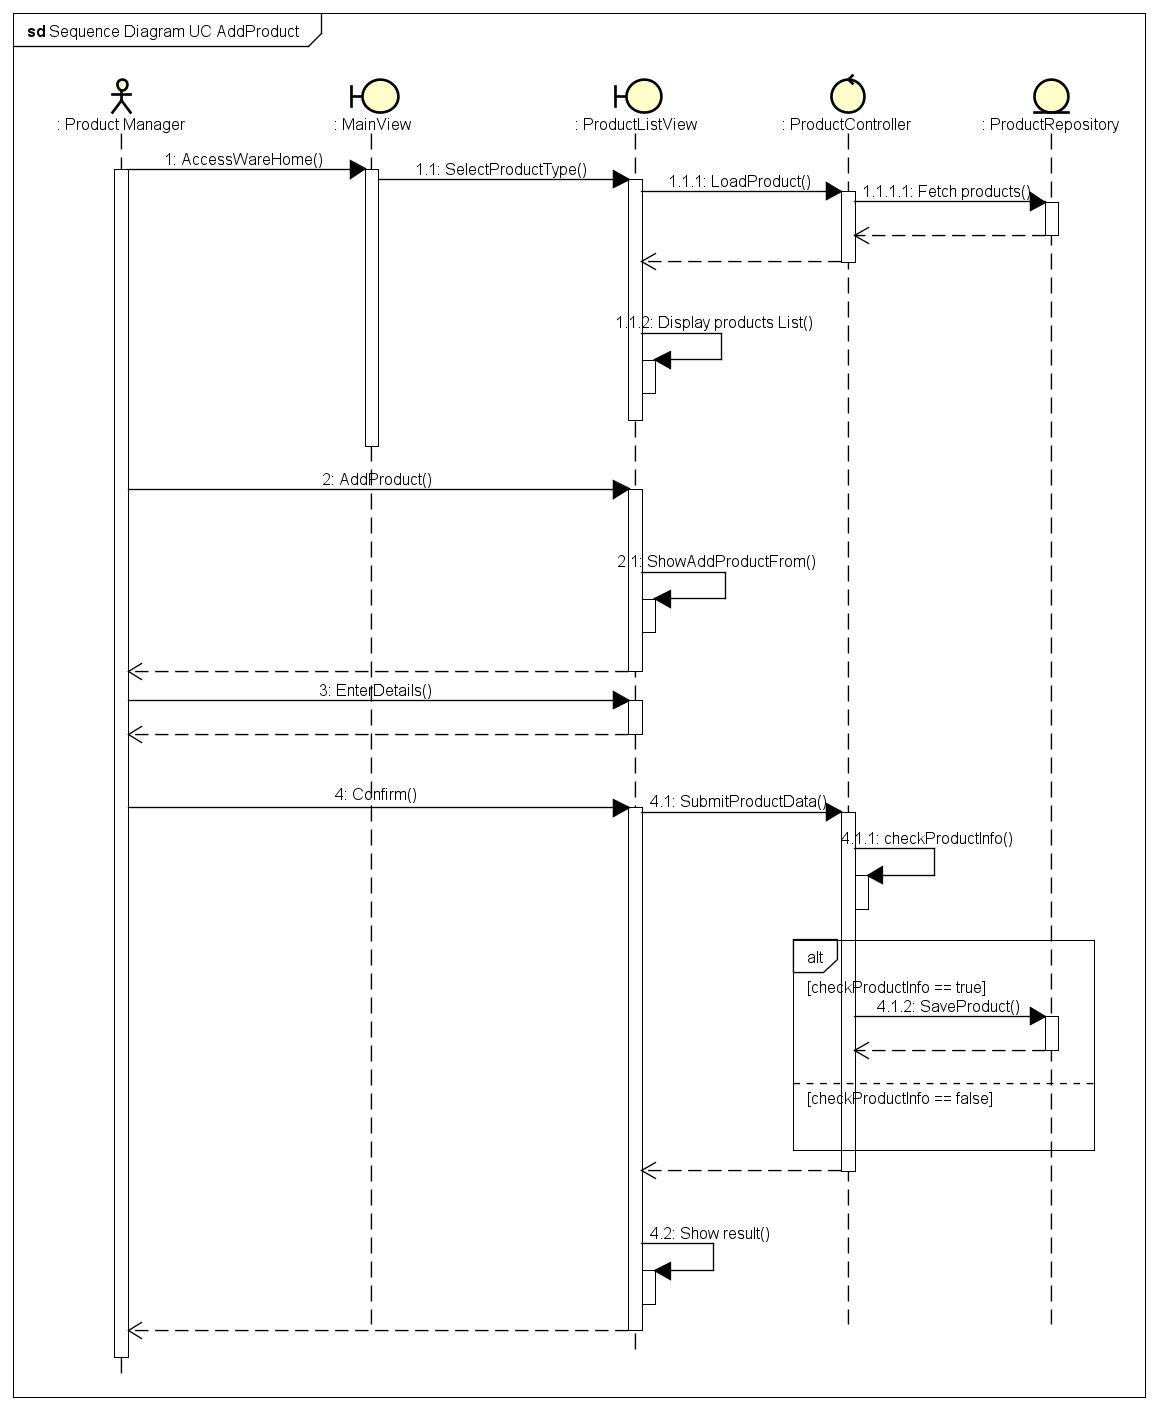 sd Sequence Diagram UC AddProduct
: Product Manager
: MainView
: ProductListView
: ProductController
: ProductRepository
1: AccessWareHome()
1.1: SelectProductType()
1.1.1: LoadProduct()
1.1.1.1: Fetch products()
1.1.2: Display products List()
2: AddProduct()
2.1: ShowAddProductFrom()
3: EnterDetails()
4: Confirm()
4.1: SubmitProductData()
4.1.1: checkProductInfo()
alt
[checkProductInfo == true]
4.1.2: SaveProduct()
[checkProductInfo == false]
4.2: Show result()